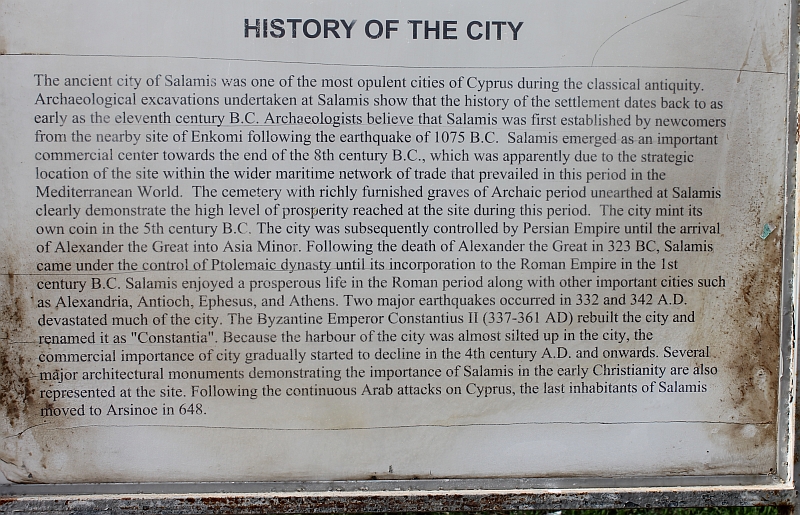 HISTORY OF THE CITY
The ancient city of Salamis was one of the most opulent cities of Cyprus during the classical antiquity.
Archaeological excavations undertaken at Salamis show that the history of the settlement dates back to as
early as the eleventh century B.C. Archaeologists believe that Salamis was first established by newcomers
from the nearby site of Enkomi following the earthquake of 1075 B.C. Salamis emerged as an important
commercial center towards the end of the 8th century B.C., which was apparently due to the strategic
location of the site within the wider maritime network of trade that prevailed in this period in the
Mediterranean World. The cemetery with richly furnished graves of Archaic period unearthed at Salamis
clearly demonstrate the high level of prosperity reached at the site during this period. The city mint its
own coin in the 5th century B.C. The city was subsequently controlled by Persian Empire until the arrival
of Alexander the Great into Asia Minor. Following the death of Alexander the Great in 323 BC, Salamis
came under the control of Ptolemaic dynasty until its incorporation to the Roman Empire in the 1st
century B.C. Salamis enjoyed a prosperous life in the Roman period along with other important cities such
as Alexandria, Antioch, Ephesus, and Athens. Two major earthquakes occurred in 332 and 342 A.D.
devastated much of the city. The Byzantine Emperor Constantius II (337-361 AD) rebuilt the city and
renamed it as "Constantia". Because the harbour of the city was almost silted up in the city, the
commercial importance of city gradually started to decline in the 4th century A.D. and onwards. Several
major architectural monuments demonstrating the importance of Salamis in the early Christianity are also
represented at the site. Following the continuous Arab attacks on Cyprus, the last inhabitants of Salamis
moved to Arsinoe in 648.